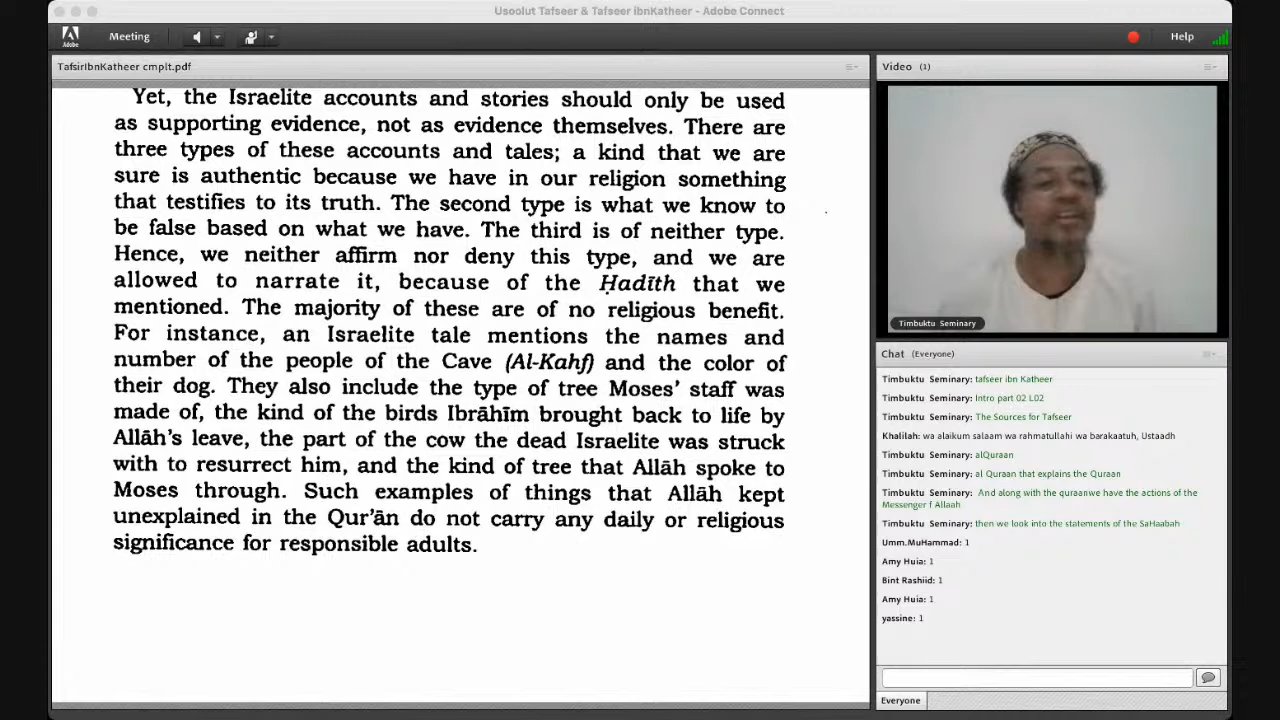 Usoolut Tafseer & Tafseer ibnKatheer - Adobe Connect
Adobe
Meeting
Help
TafsirIbnKatheer cmplt.pdf
Yet, the Israelite accounts and stories should only be used
as supporting evidence, not as evidence themselves. There are
three types of these accounts and tales; a kind that we are
sure is authentic because we have in our religion something
that testifies to its truth. The second type is what we know to
be false based on what we have. The third is of neither type.
Hence, we neither affirm nor deny this type, and we are
allowed to narrate it, because of the Ḥadīth that we
mentioned. The majority of these are of no religious benefit.
For instance, an Israelite tale mentions the names and
number of the people of the Cave (Al-Kahf) and the color of
their dog. They also include the type of tree Moses' staff was
made of, the kind of the birds Ibrāhīm brought back to life by
Allāh's leave, the part of the cow the dead Israelite was struck
with to resurrect him, and the kind of tree that Allāh spoke to
Moses through. Such examples of things that Allāh kept
unexplained in the Qur'ān do not carry any daily or religious
significance for responsible adults.
Video (1)
Timbuktu Seminary
Chat (Everyone)
Timbuktu Seminary: tafseer ibn Katheer
Timbuktu Seminary: Intro part 02 L02
Timbuktu Seminary: The Sources for Tafseer
Khalilah: wa alaikum salaam wa rahmatullahi wa barakaatuh, Ustaadh
Timbuktu Seminary: alQuraan
Timbuktu Seminary: al Quraan that explains the Quraan
Timbuktu Seminary: And along with the quraanwe have the actions of the
Messenger f Allaah
Timbuktu Seminary: then we look into the statements of the SaHaabah
Umm.MuHammad: 1
Amy Huia: 1
Bint Rashiid: 1
Amy Huia: 1
yassine: 1
Everyone